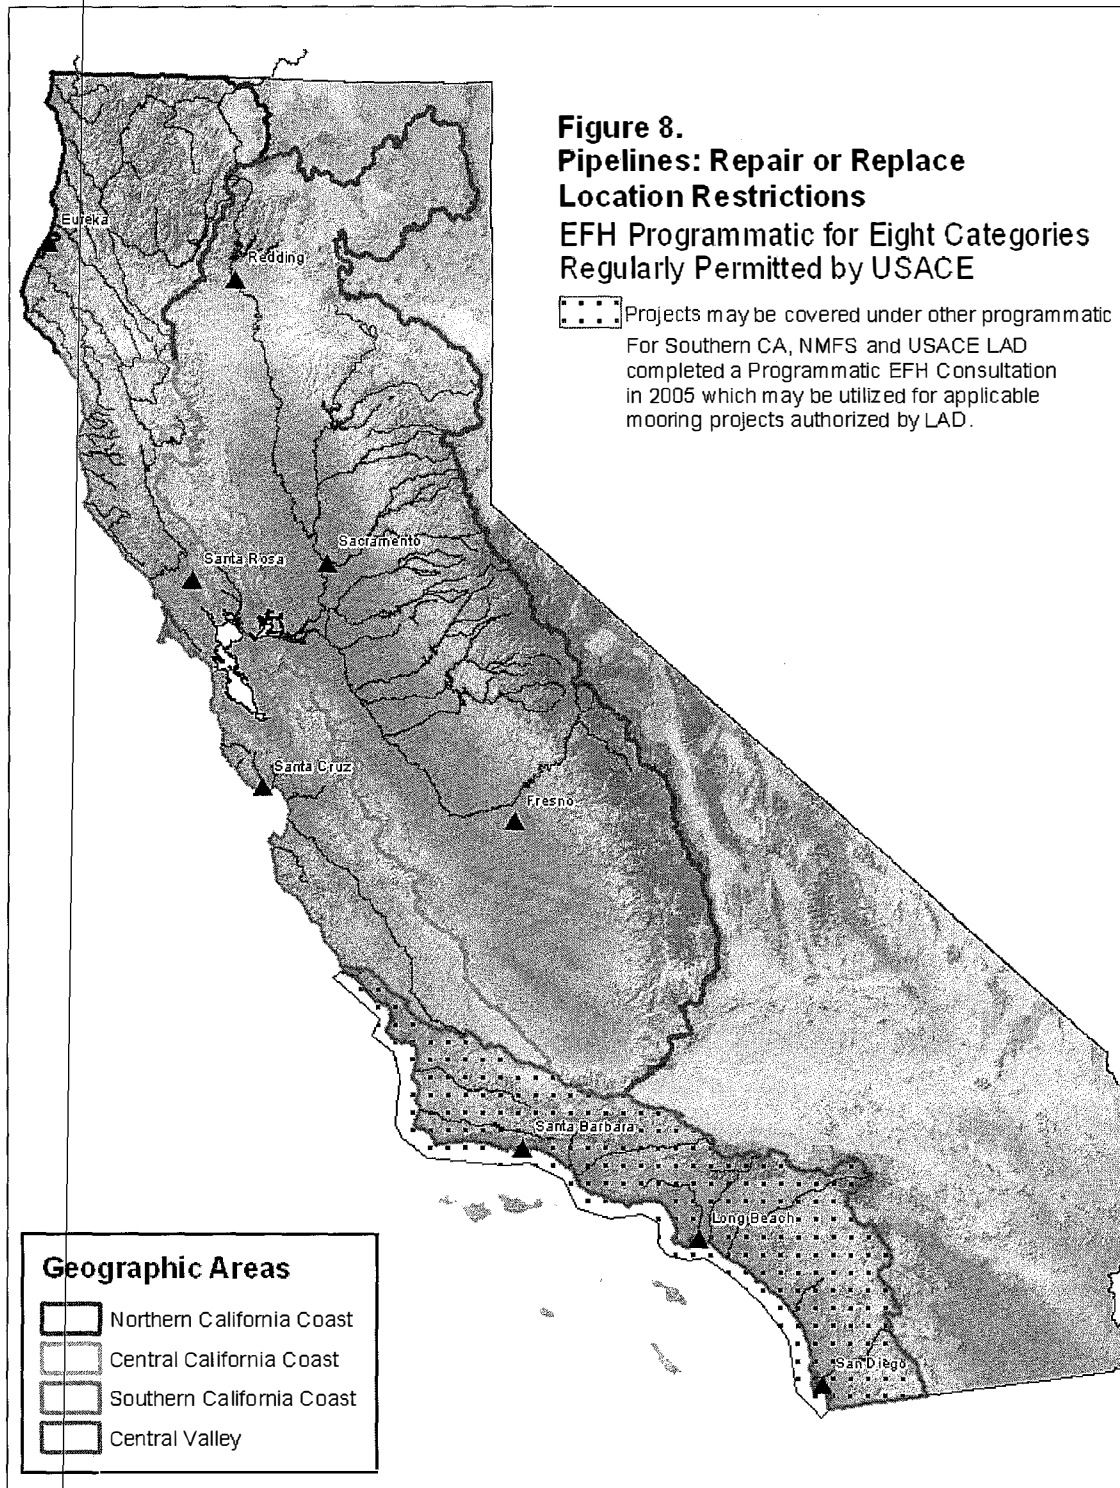 Figure 8.
Pipelines: Repair or Replace
Location Restrictions
EFH Programmatic for Eight Categories
Regularly Permitted by USACE
Projects may be covered under other programmatic
For Southern CA, NMFS and USACE LAD
completed a Programmatic EFH Consultation
in 2005 which may be utilized for applicable
mooring projects authorized by LAD.
Eureka
Redding
Santa Rosa
Sacramento
Santa Cruz
Fresno
Santa Barbara
Long Beach
San Diego
Geographic Areas
Northern California Coast
Central California Coast
Southern California Coast
Central Valley